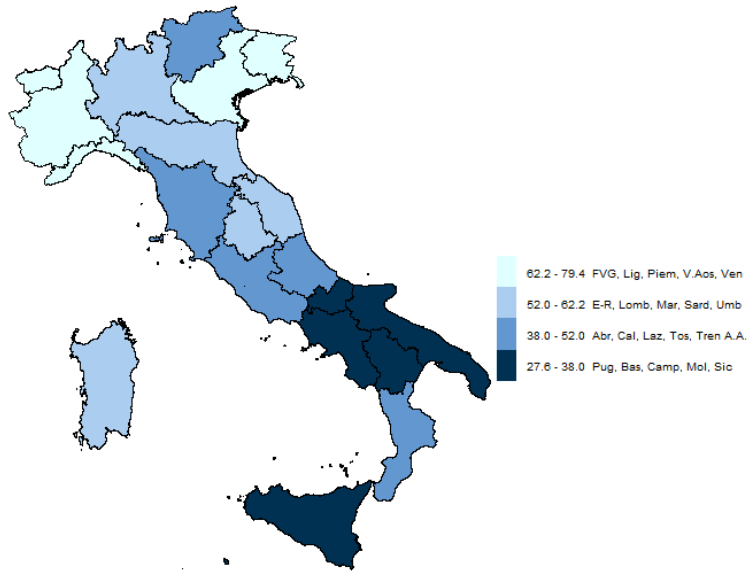 62.2 - 79.4 FVG, Lig, Piem, V.Aos, Ven
52.0 - 62.2 E-R, Lomb, Mar, Sard, Umb
38.0 - 52.0 Abr, Cal, Laz, Tos, Tren A.A.
27.6 - 38.0 Pug, Bas, Camp, Mol, Sic